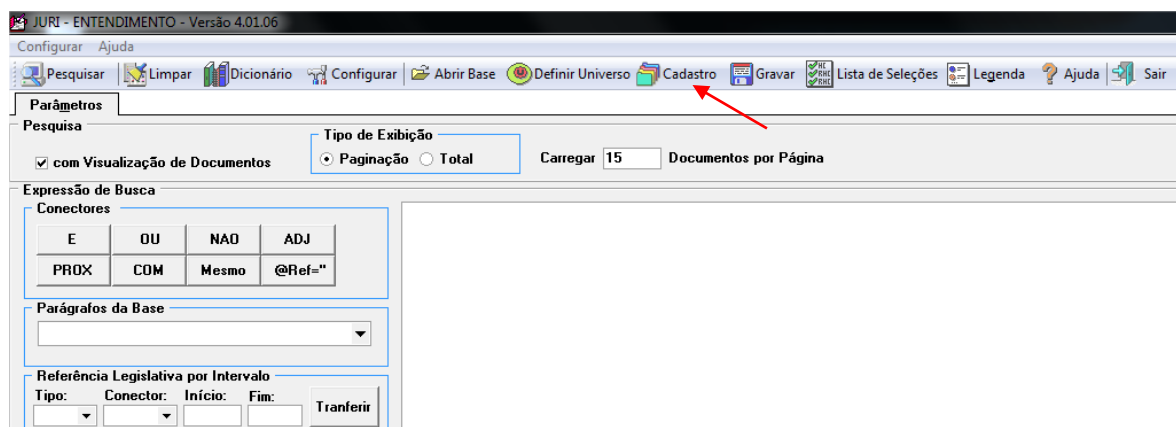 JURI - ENTENDIMENTO - Versão 4.01.06
Configurar Ajuda
Pesquisar Limpar Dicionário Configurar Abrir Base Definir Universo Cadastro Gravar Lista de Seleções Legenda Ajuda Sair
Parâmetros
Pesquisa
com Visualização de Documentos
Tipo de Exibição
Paginação Total
Carregar 15 Documentos por Página
Expressão de Busca
Conectores
E OU NAO ADJ
PROX COM Mesmo @Ref="
Parágrafos da Base
Referência Legislativa por Intervalo
Tipo: Conector: Início: Fim:
Tranferir